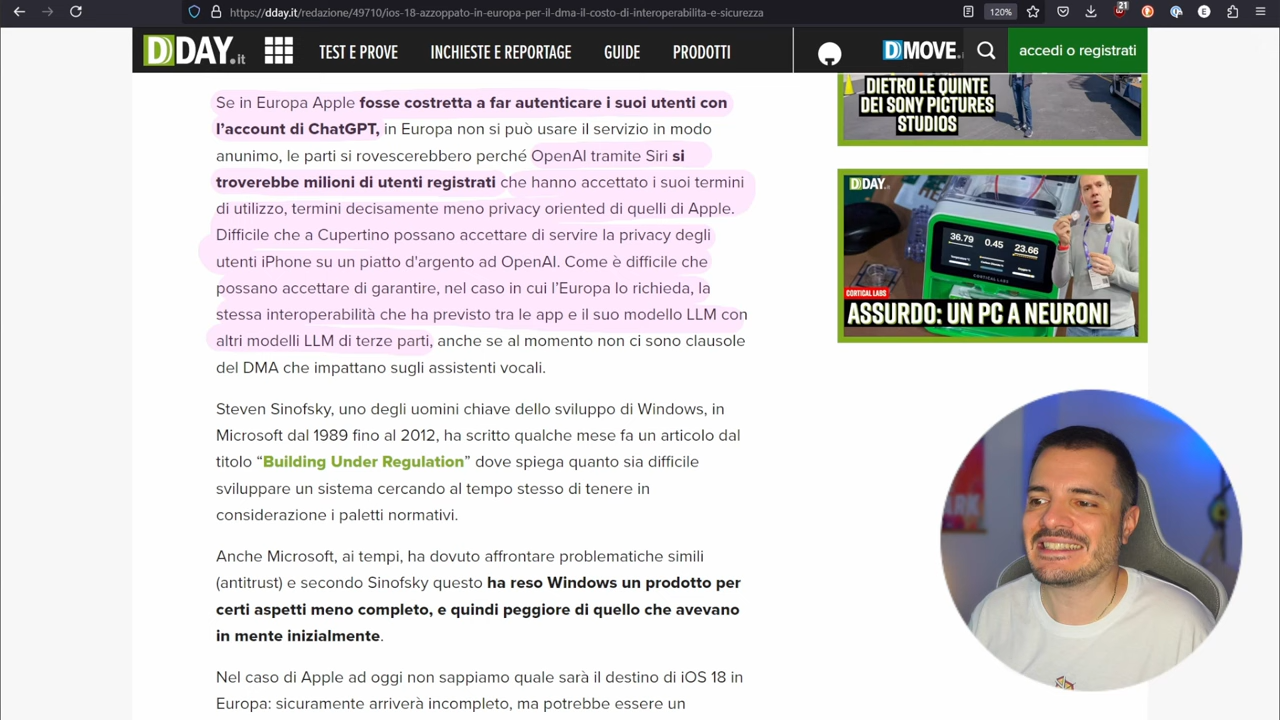 https://dday.it/redazione/49710/ios-18-azzoppato-in-europa-per-il-dma-il-costo-di-interoperabilita-e-sicurezza
120%
21
E
DDAY.it
TEST E PROVE
INCHIESTE E REPORTAGE
GUIDE
PRODOTTI
DMOVE.
accedi o registrati
Se in Europa Apple fosse costretta a far autenticare i suoi utenti con
l'account di ChatGPT, in Europa non si può usare il servizio in modo
anunimo, le parti si rovescerebbero perché OpenAI tramite Siri si
troverebbe milioni di utenti registrati che hanno accettato i suoi termini
di utilizzo, termini decisamente meno privacy oriented di quelli di Apple.
Difficile che a Cupertino possano accettare di servire la privacy degli
utenti iPhone su un piatto d'argento ad OpenAI. Come è difficile che
possano accettare di garantire, nel caso in cui l'Europa lo richieda, la
stessa interoperabilità che ha previsto tra le app e il suo modello LLM con
altri modelli LLM di terze parti, anche se al momento non ci sono clausole
del DMA che impattano sugli assistenti vocali.
Steven Sinofsky, uno degli uomini chiave dello sviluppo di Windows, in
Microsoft dal 1989 fino al 2012, ha scritto qualche mese fa un articolo dal
titolo “Building Under Regulation” dove spiega quanto sia difficile
sviluppare un sistema cercando al tempo stesso di tenere in
considerazione i paletti normativi.
Anche Microsoft, ai tempi, ha dovuto affrontare problematiche simili
(antitrust) e secondo Sinofsky questo ha reso Windows un prodotto per
certi aspetti meno completo, e quindi peggiore di quello che avevano
in mente inizialmente.
Nel caso di Apple ad oggi non sappiamo quale sarà il destino di iOS 18 in
Europa: sicuramente arriverà incompleto, ma potrebbe essere un
DIETRO LE QUINTE
DEI SONY PICTURES
STUDIOS
DDAY.it
36.79
0.45
23.66
CORTICAL LABS
ASSURDO: UN PC A NEURONI